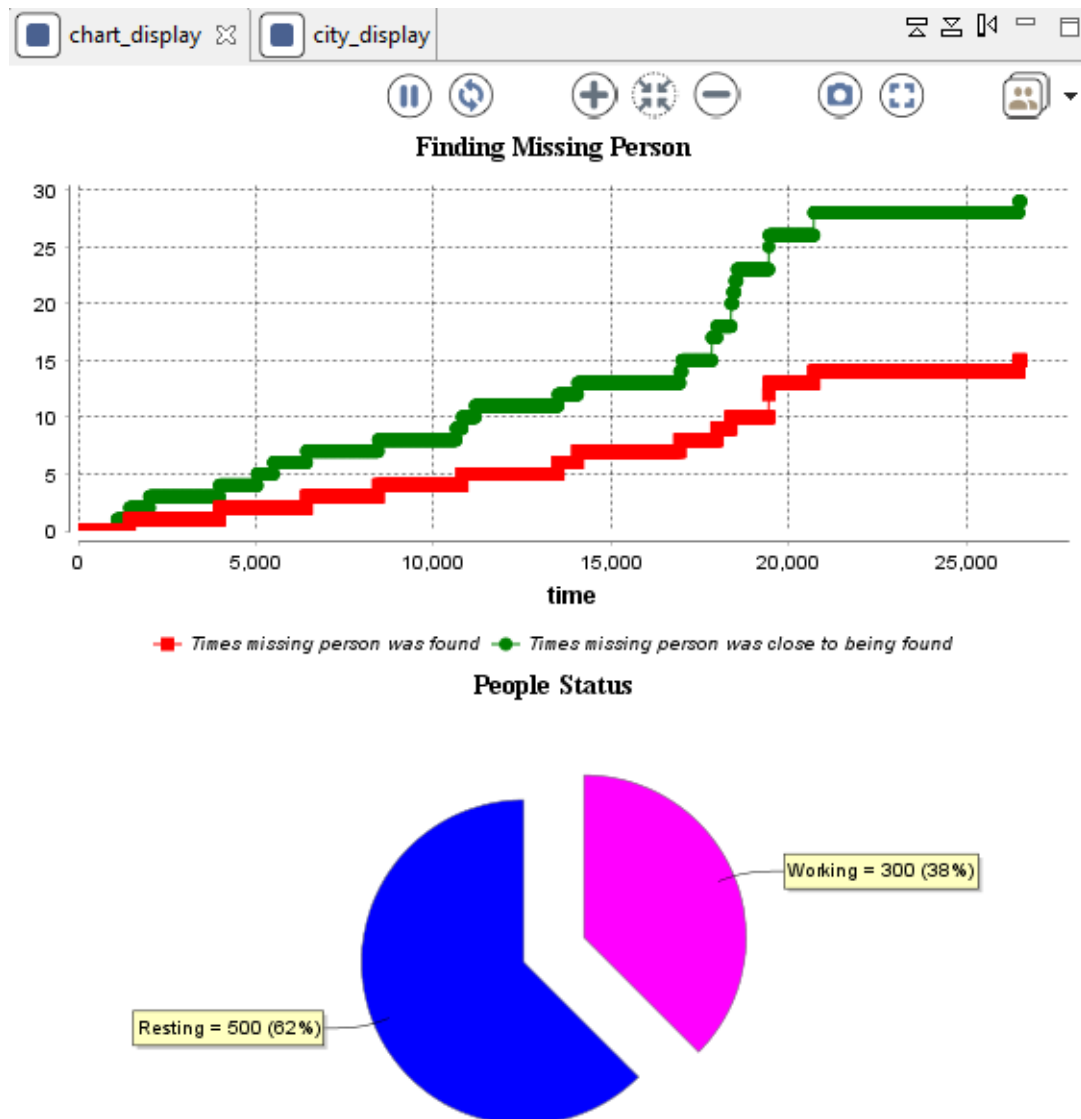 chart_display
city_display
Finding Missing Person
30
25
20
15
10
5
0
0 5,000 10,000 15,000 20,000 25,000
time
Times missing person was found Times missing person was close to being found
People Status
Working = 300 (38%)
Resting = 500 (62%)